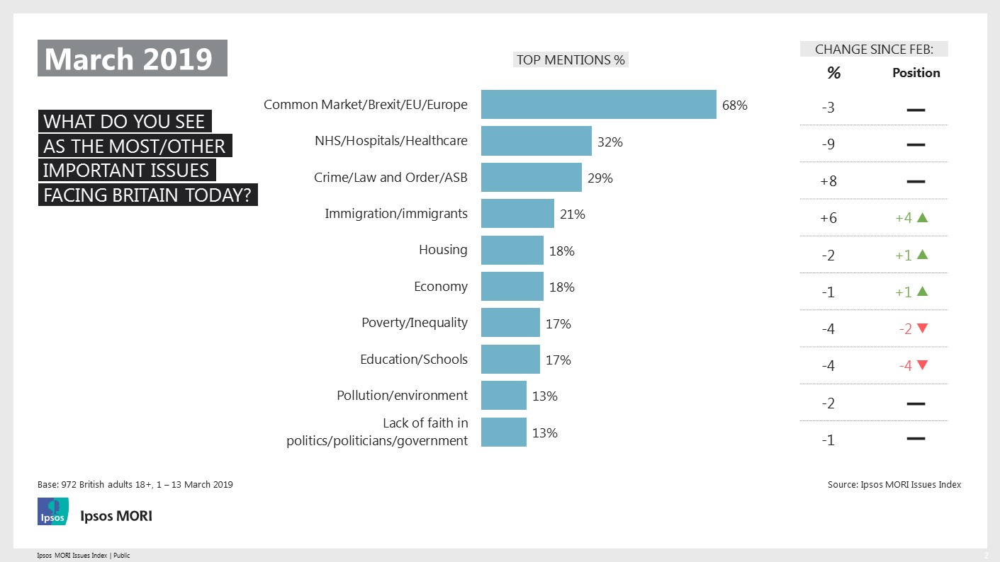 March 2019
WHAT DO YOU SEE
AS THE MOST/OTHER
IMPORTANT ISSUES
FACING BRITAIN TODAY?
TOP MENTIONS %
CHANGE SINCE FEB:
% Position
Common Market/Brexit/EU/Europe 68% -3 —
NHS/Hospitals/Healthcare 32% -9 —
Crime/Law and Order/ASB 29% +8 —
Immigration/immigrants 21% +6 +4 ▲
Housing 18% -2 +1 ▲
Economy 18% -1 +1 ▲
Poverty/Inequality 17% -4 -2 ▼
Education/Schools 17% -4 -4 ▼
Pollution/environment 13% -2 —
Lack of faith in
politics/politicians/government 13% -1 —
Base: 972 British adults 18+, 1 – 13 March 2019
Source: Ipsos MORI Issues Index
Ipsos
Ipsos MORI
Ipsos MORI Issues Index | Public
2